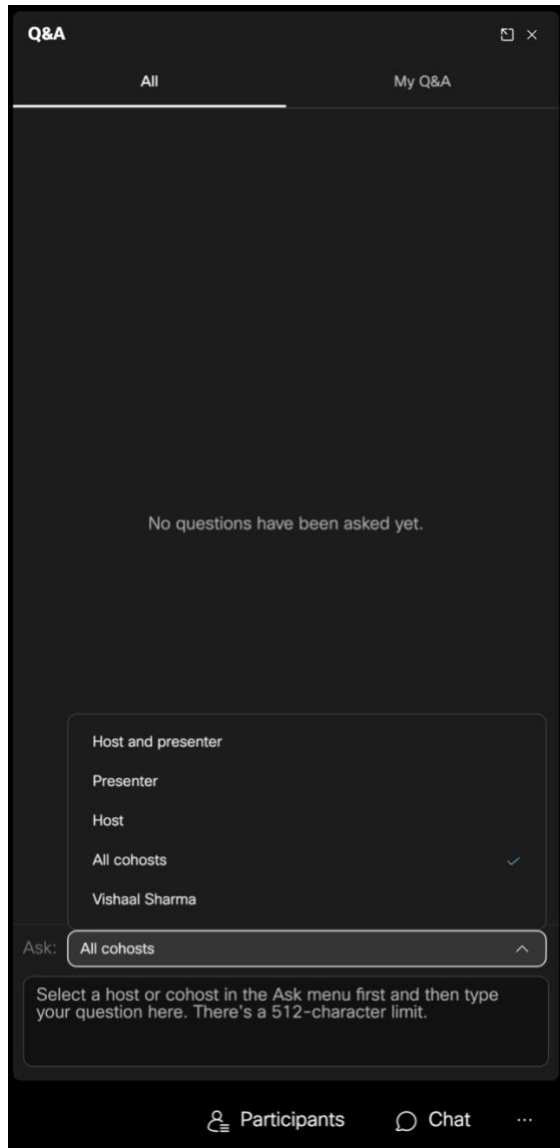 Q&A
All
My Q&A
No questions have been asked yet.
Host and presenter
Presenter
Host
All cohosts
Vishaal Sharma
Ask: All cohosts
Select a host or cohost in the Ask menu first and then type
your question here. There's a 512-character limit.
Participants
Chat